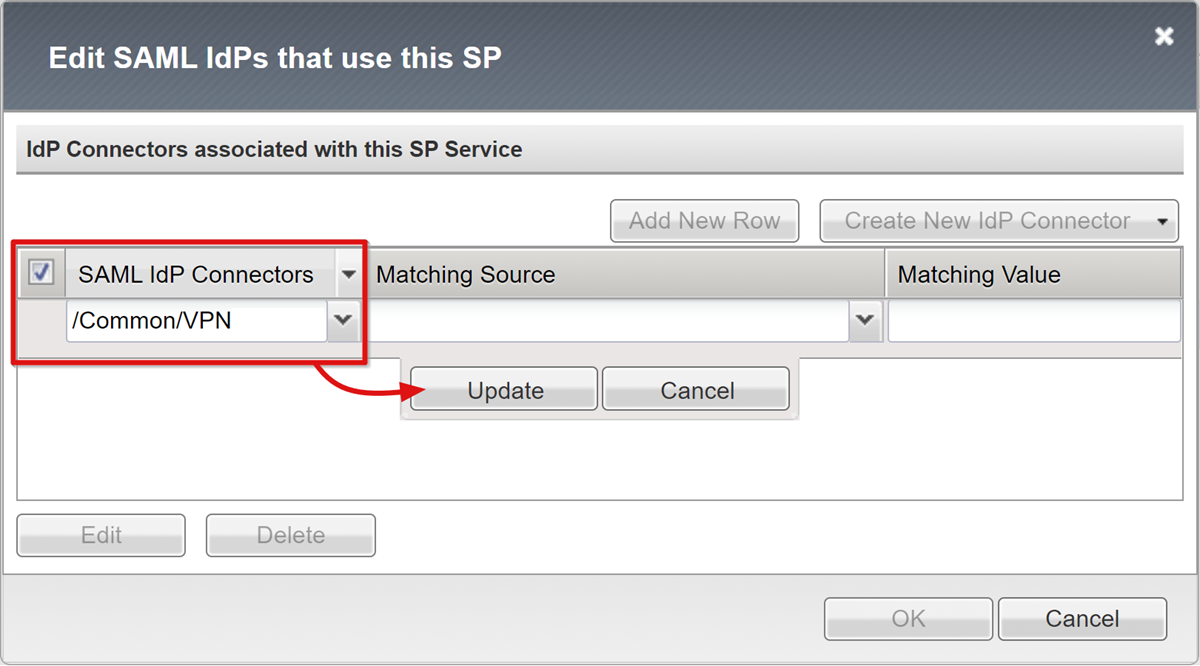 Edit SAML IdPs that use this SP
IdP Connectors associated with this SP Service
Add New Row Create New IdP Connector
SAML IdP Connectors Matching Source Matching Value
/Common/VPN
Update Cancel
Edit Delete
OK Cancel